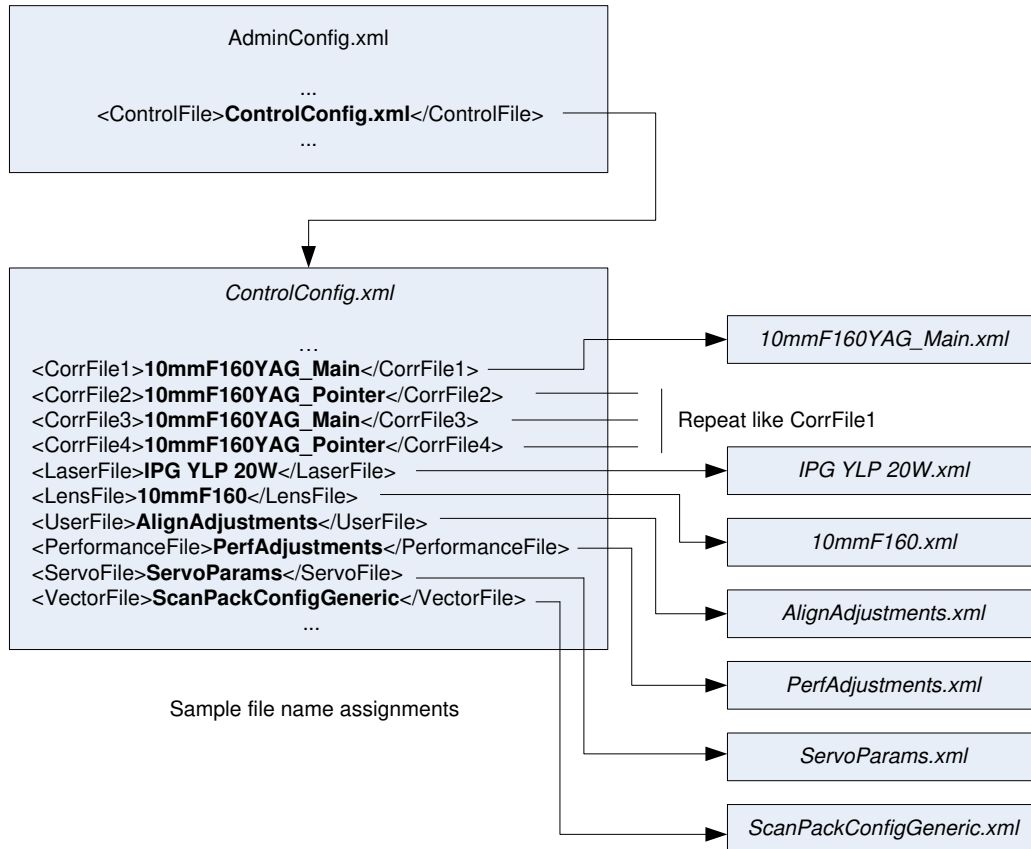 AdminConfig.xml
...
<ControlFile>ControlConfig.xml</ControlFile>
...
ControlConfig.xml
...
<CorrFile1>10mmF160YAG_Main</CorrFile1>
<CorrFile2>10mmF160YAG_Pointer</CorrFile2>
<CorrFile3>10mmF160YAG_Main</CorrFile3>
<CorrFile4>10mmF160YAG_Pointer</CorrFile4>
<LaserFile>IPG YLP 20W</LaserFile>
<LensFile>10mmF160</LensFile>
<UserFile>AlignAdjustments</UserFile>
<PerformanceFile>PerfAdjustments</PerformanceFile>
<ServoFile>ServoParams</ServoFile>
<VectorFile>ScanPackConfigGeneric</VectorFile>
...
Sample file name assignments
10mmF160YAG_Main.xml
Repeat like CorrFile1
IPG YLP 20W.xml
10mmF160.xml
AlignAdjustments.xml
PerfAdjustments.xml
ServoParams.xml
ScanPackConfigGeneric.xml